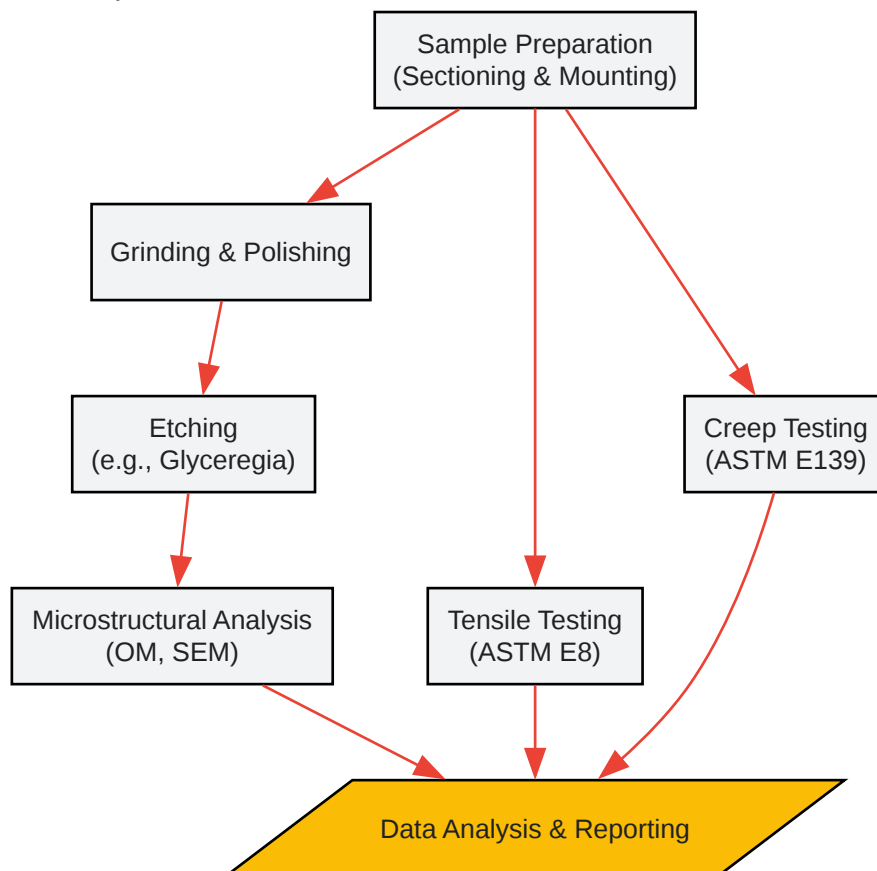 Sample Preparation
(Sectioning & Mounting)
Grinding & Polishing
Etching
(e.g., Glyceregia)
Creep Testing
(ASTM E139)
Microstructural Analysis
(OM, SEM)
Tensile Testing
(ASTM E8)
Data Analysis & Reporting